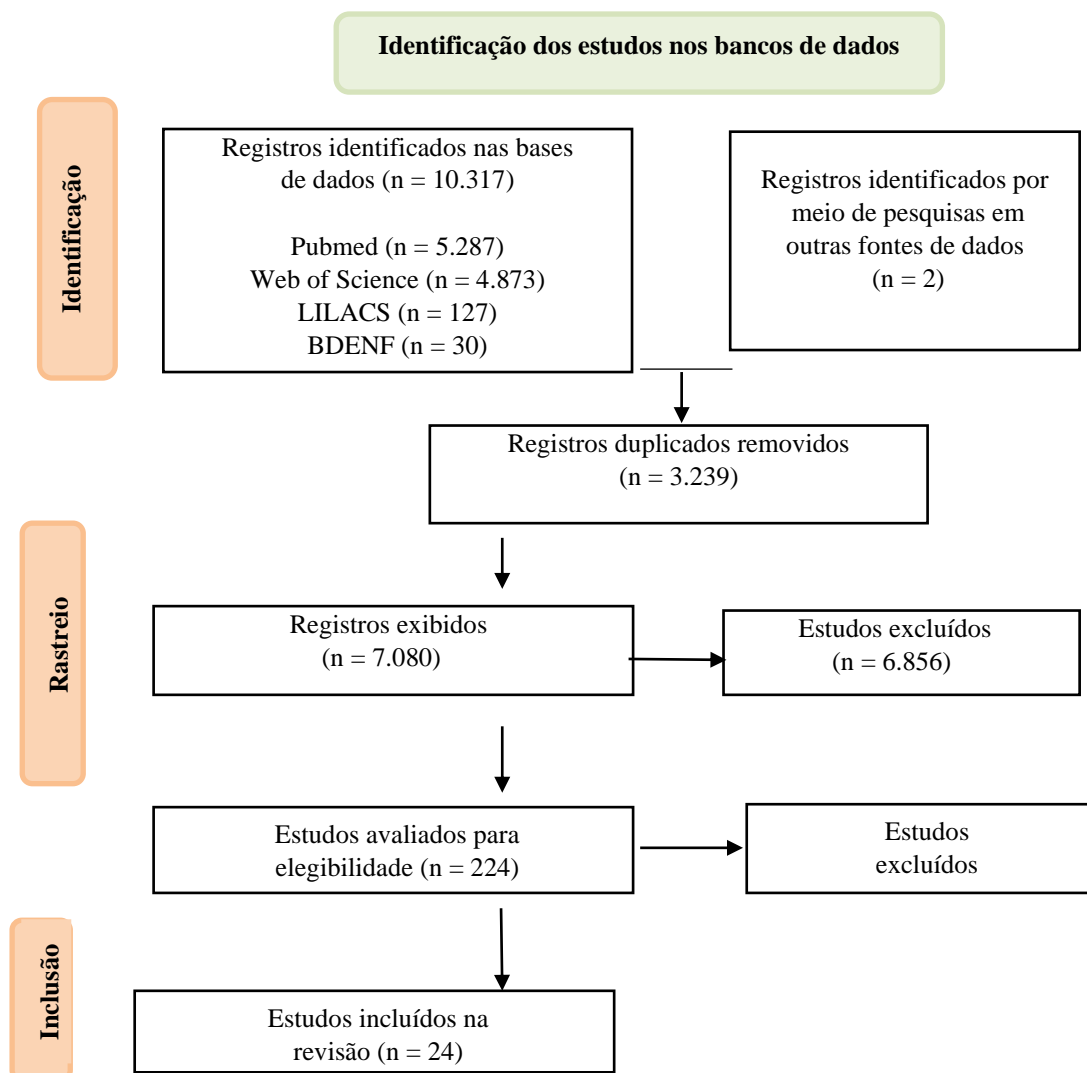 Identificação dos estudos nos bancos de dados
Identificação
Registros identificados nas bases
de dados (n = 10.317)
Pubmed (n = 5.287)
Web of Science (n = 4.873)
LILACS (n = 127)
BDENF (n = 30)
Registros identificados por
meio de pesquisas em
outras fontes de dados
(n = 2)
Registros duplicados removidos
(n = 3.239)
Rastreio
Registros exibidos
(n = 7.080)
Estudos excluídos
(n = 6.856)
Estudos avaliados para
elegibilidade (n = 224)
Estudos
excluídos
Inclusão
Estudos incluídos na
revisão (n = 24)